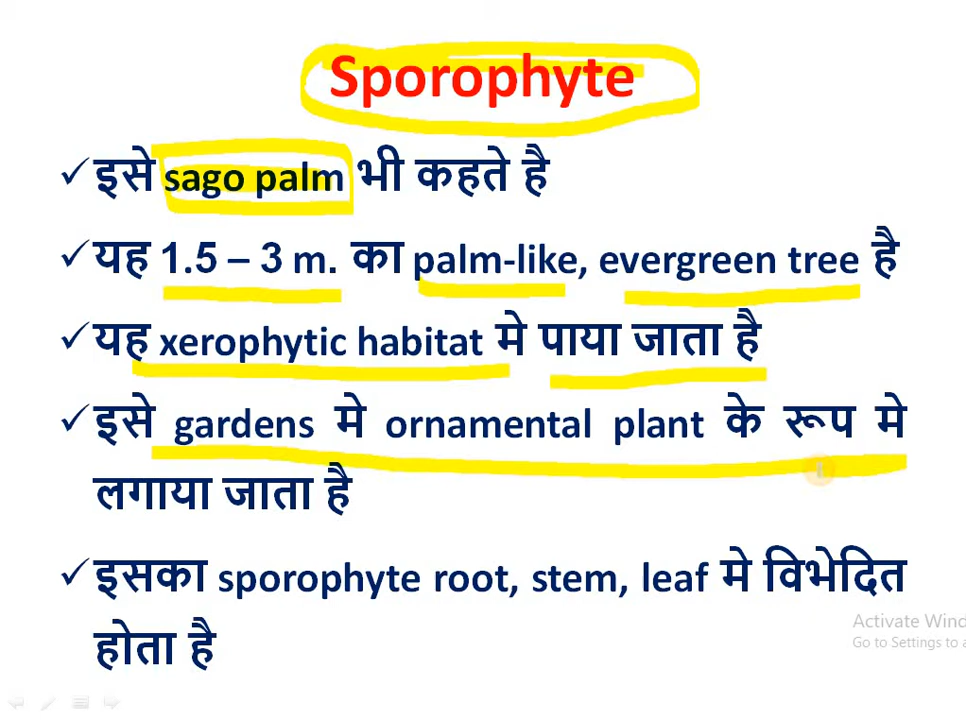 Sporophyte
✓ इसे sago palm भी कहते है
✓ यह 1.5 – 3 m. का palm-like, evergreen tree है
✓ यह xerophytic habitat मे पाया जाता है
✓ इसे gardens मे ornamental plant के रूप मे
लगाया जाता है
✓ इसका sporophyte root, stem, leaf मे विभेदित
होता है
Activate Wind
Go to Settings to a